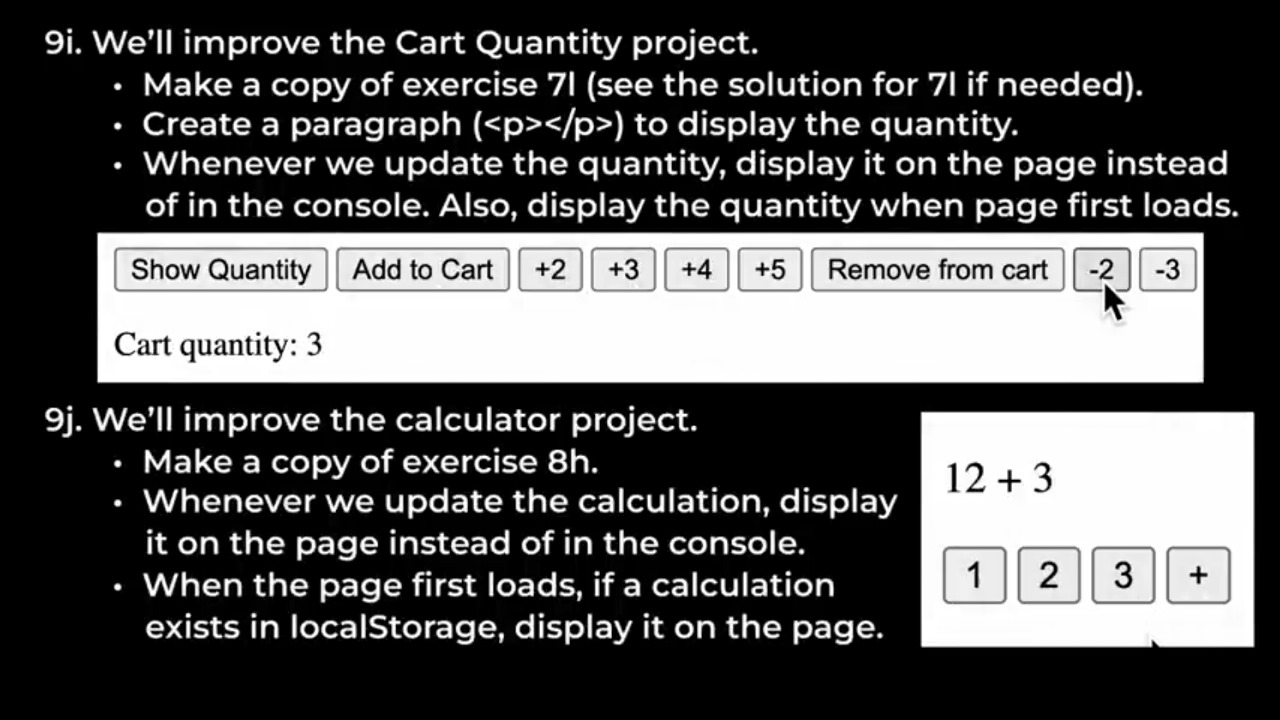 9i. We'll improve the Cart Quantity project.
• Make a copy of exercise 7l (see the solution for 7l if needed).
• Create a paragraph (<p></p>) to display the quantity.
• Whenever we update the quantity, display it on the page instead
of in the console. Also, display the quantity when page first loads.
Show Quantity Add to Cart +2 +3 +4 +5 Remove from cart -2 -3
Cart quantity: 3
9j. We'll improve the calculator project.
• Make a copy of exercise 8h.
• Whenever we update the calculation, display
it on the page instead of in the console.
• When the page first loads, if a calculation
exists in localStorage, display it on the page.
12 + 3
1 2 3 +